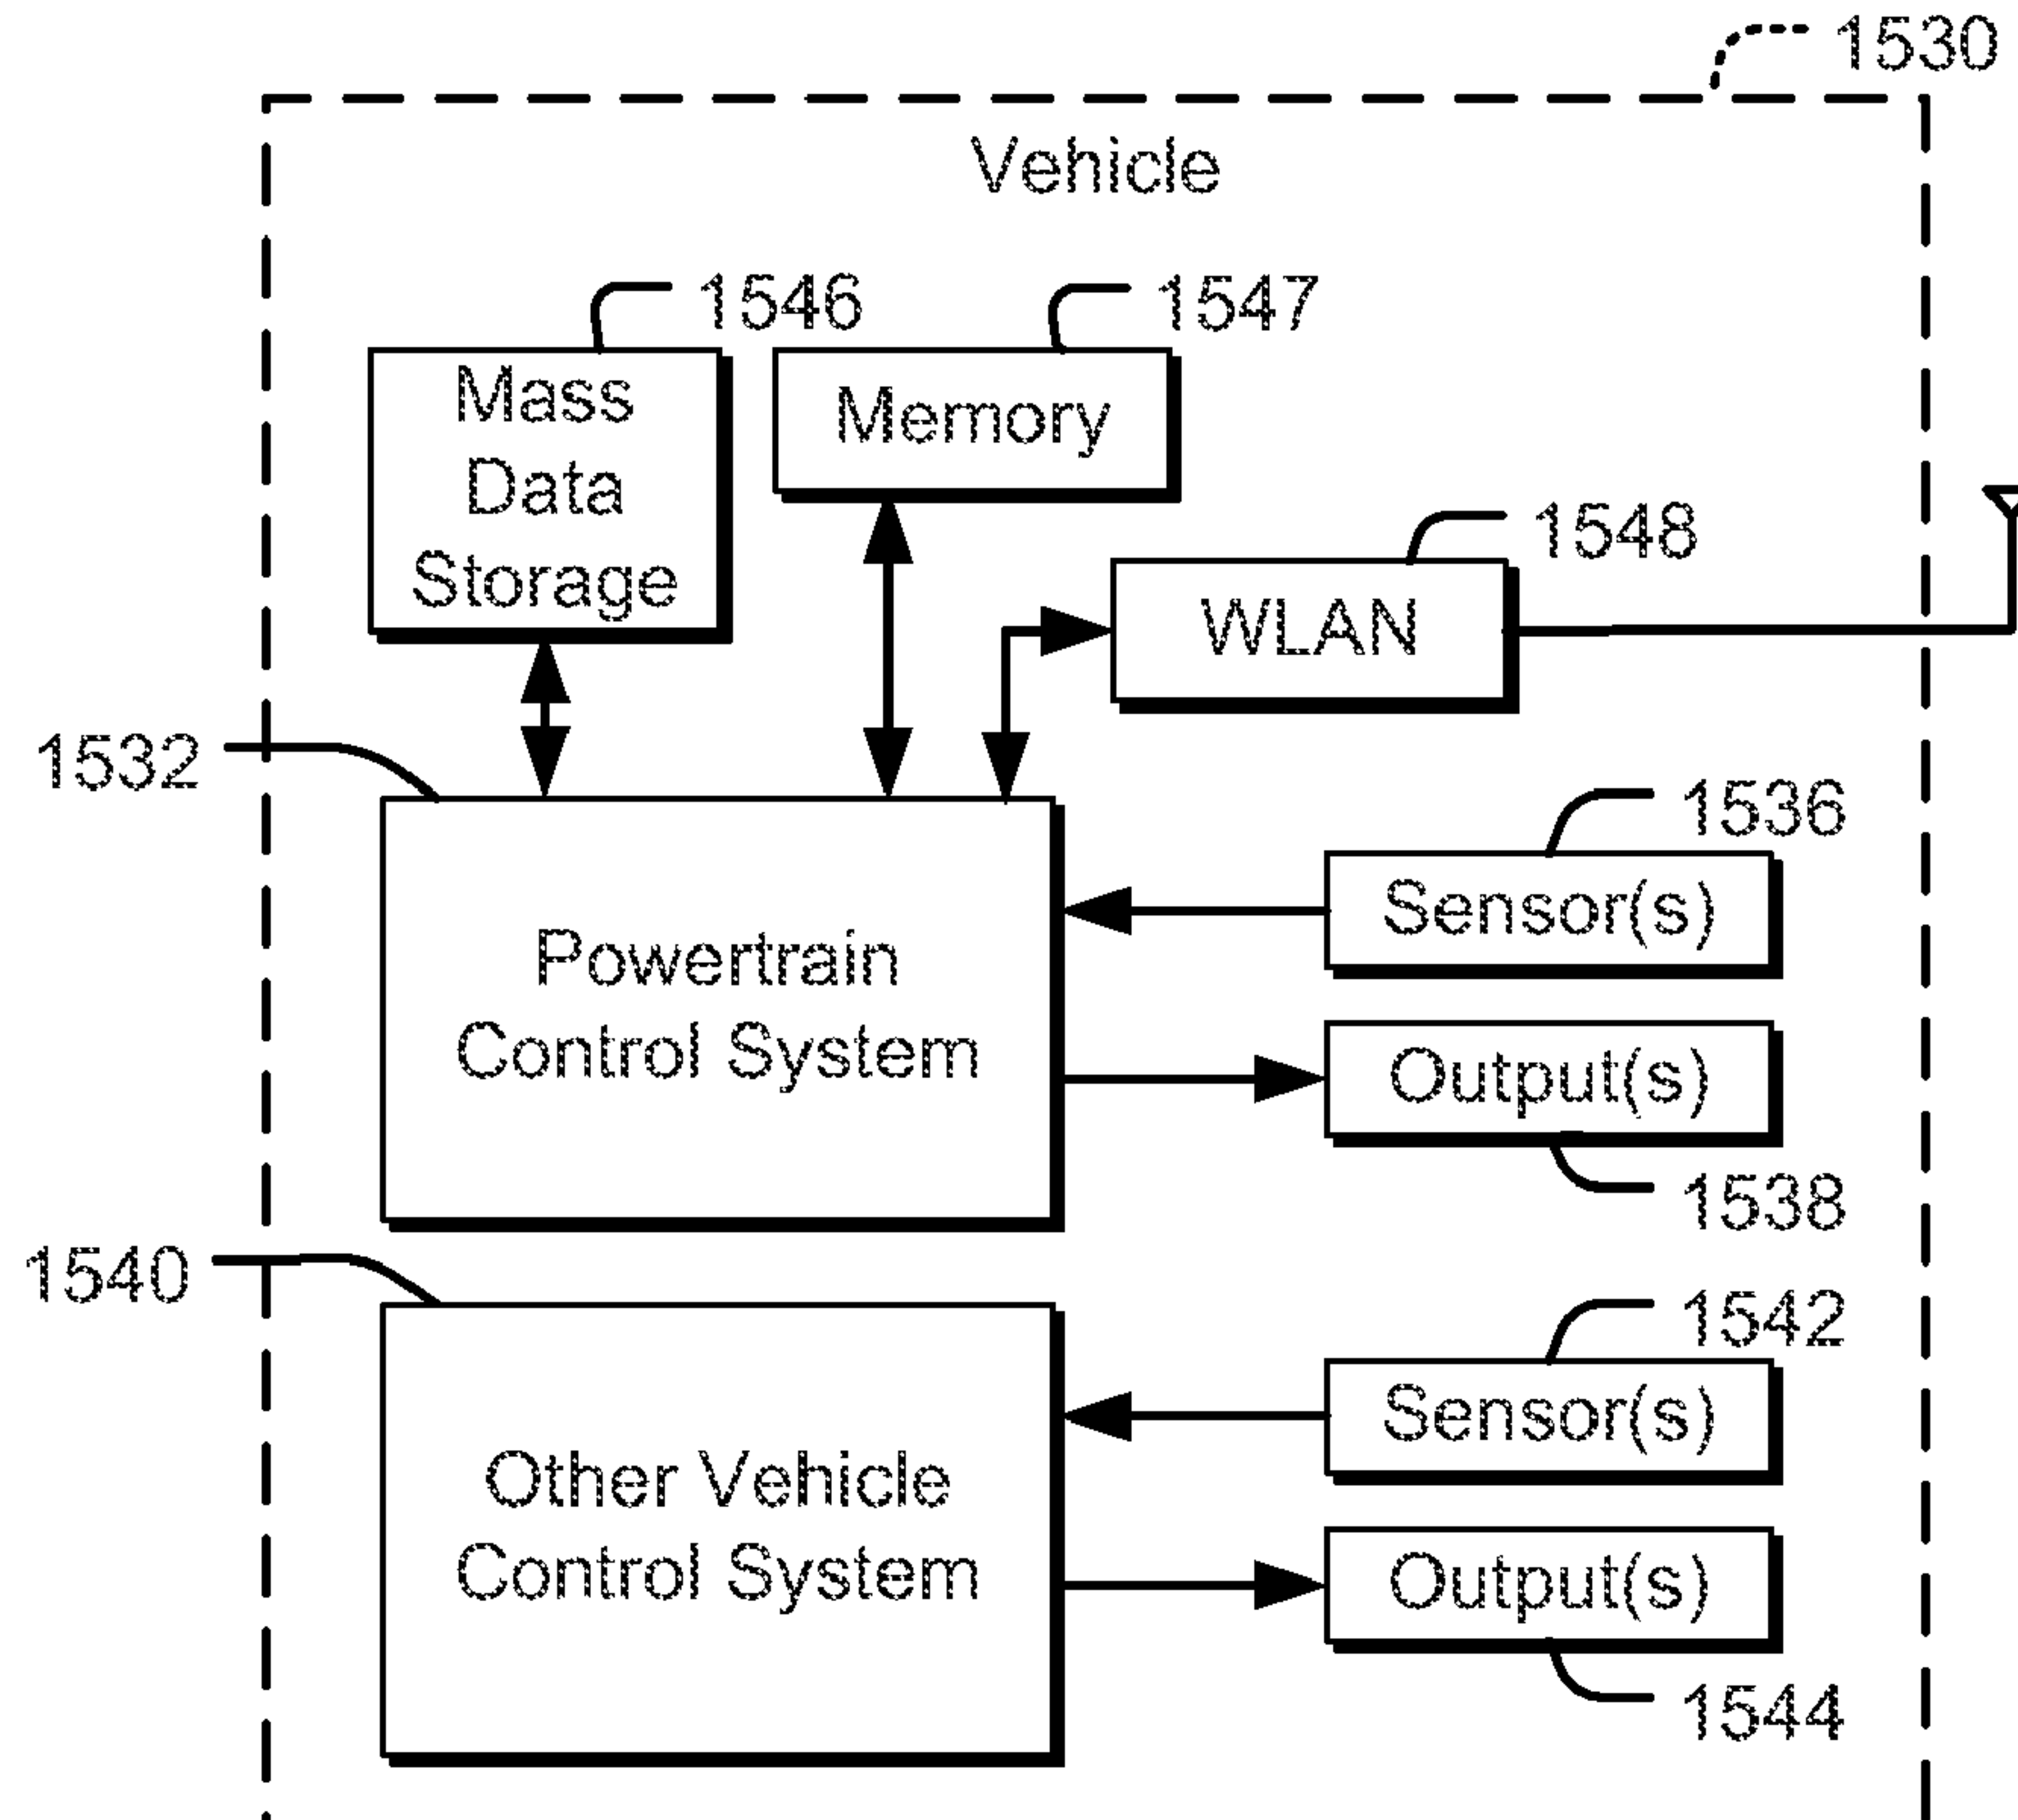 1530
Vehicle
1546
1547
Mass
Data
Storage
Memory
1548
WLAN
1532
1536
Sensor(s)
Powertrain
Control System
Output(s)
1538
1540
1542
Sensor(s)
Other Vehicle
Control System
Output(s)
1544